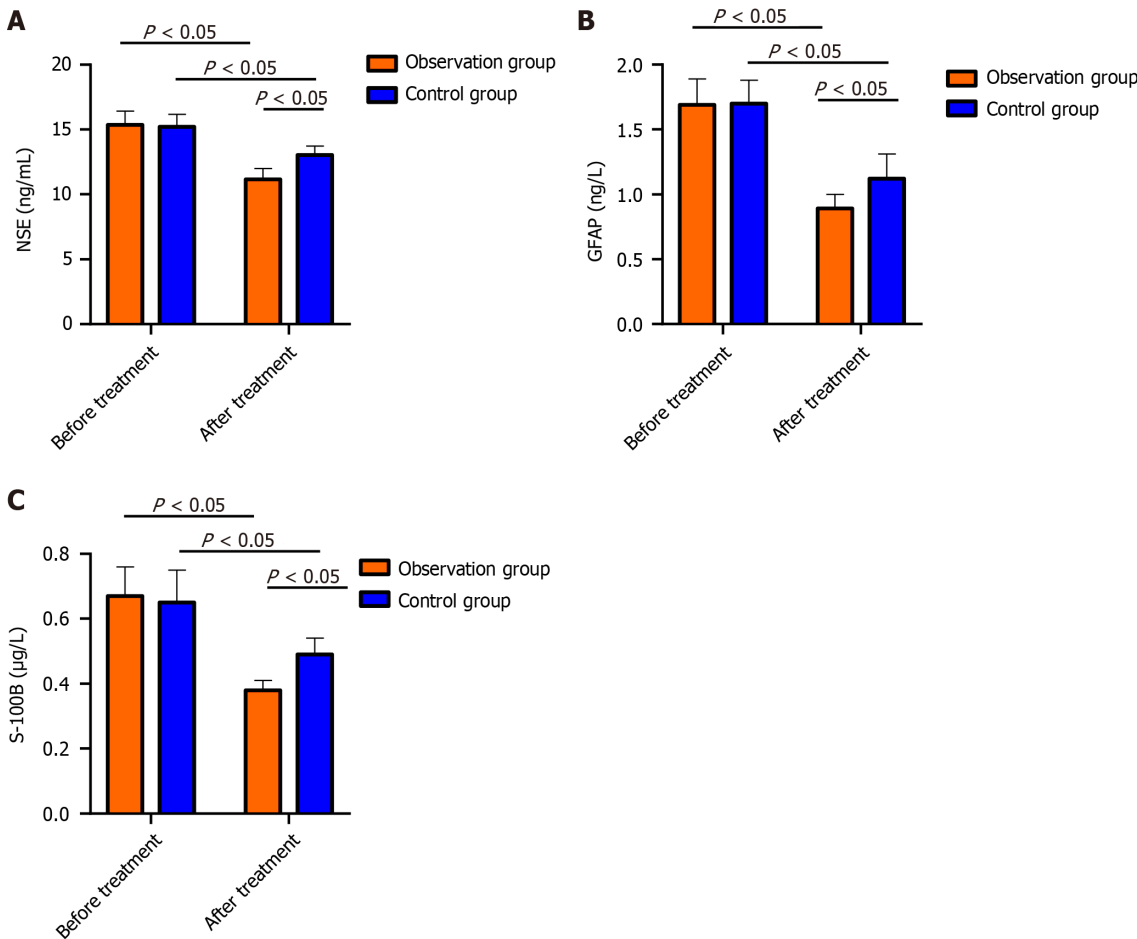 A
P < 0.05
P < 0.05
P < 0.05
NSE (ng/mL)
20
15
10
5
0
Before treatment
After treatment
Observation group
Control group
B
P < 0.05
P < 0.05
P < 0.05
GFAP (ng/L)
2.0
1.5
1.0
0.5
0.0
Before treatment
After treatment
Observation group
Control group
C
P < 0.05
P < 0.05
P < 0.05
S-100B (μg/L)
0.8
0.6
0.4
0.2
0.0
Before treatment
After treatment
Observation group
Control group